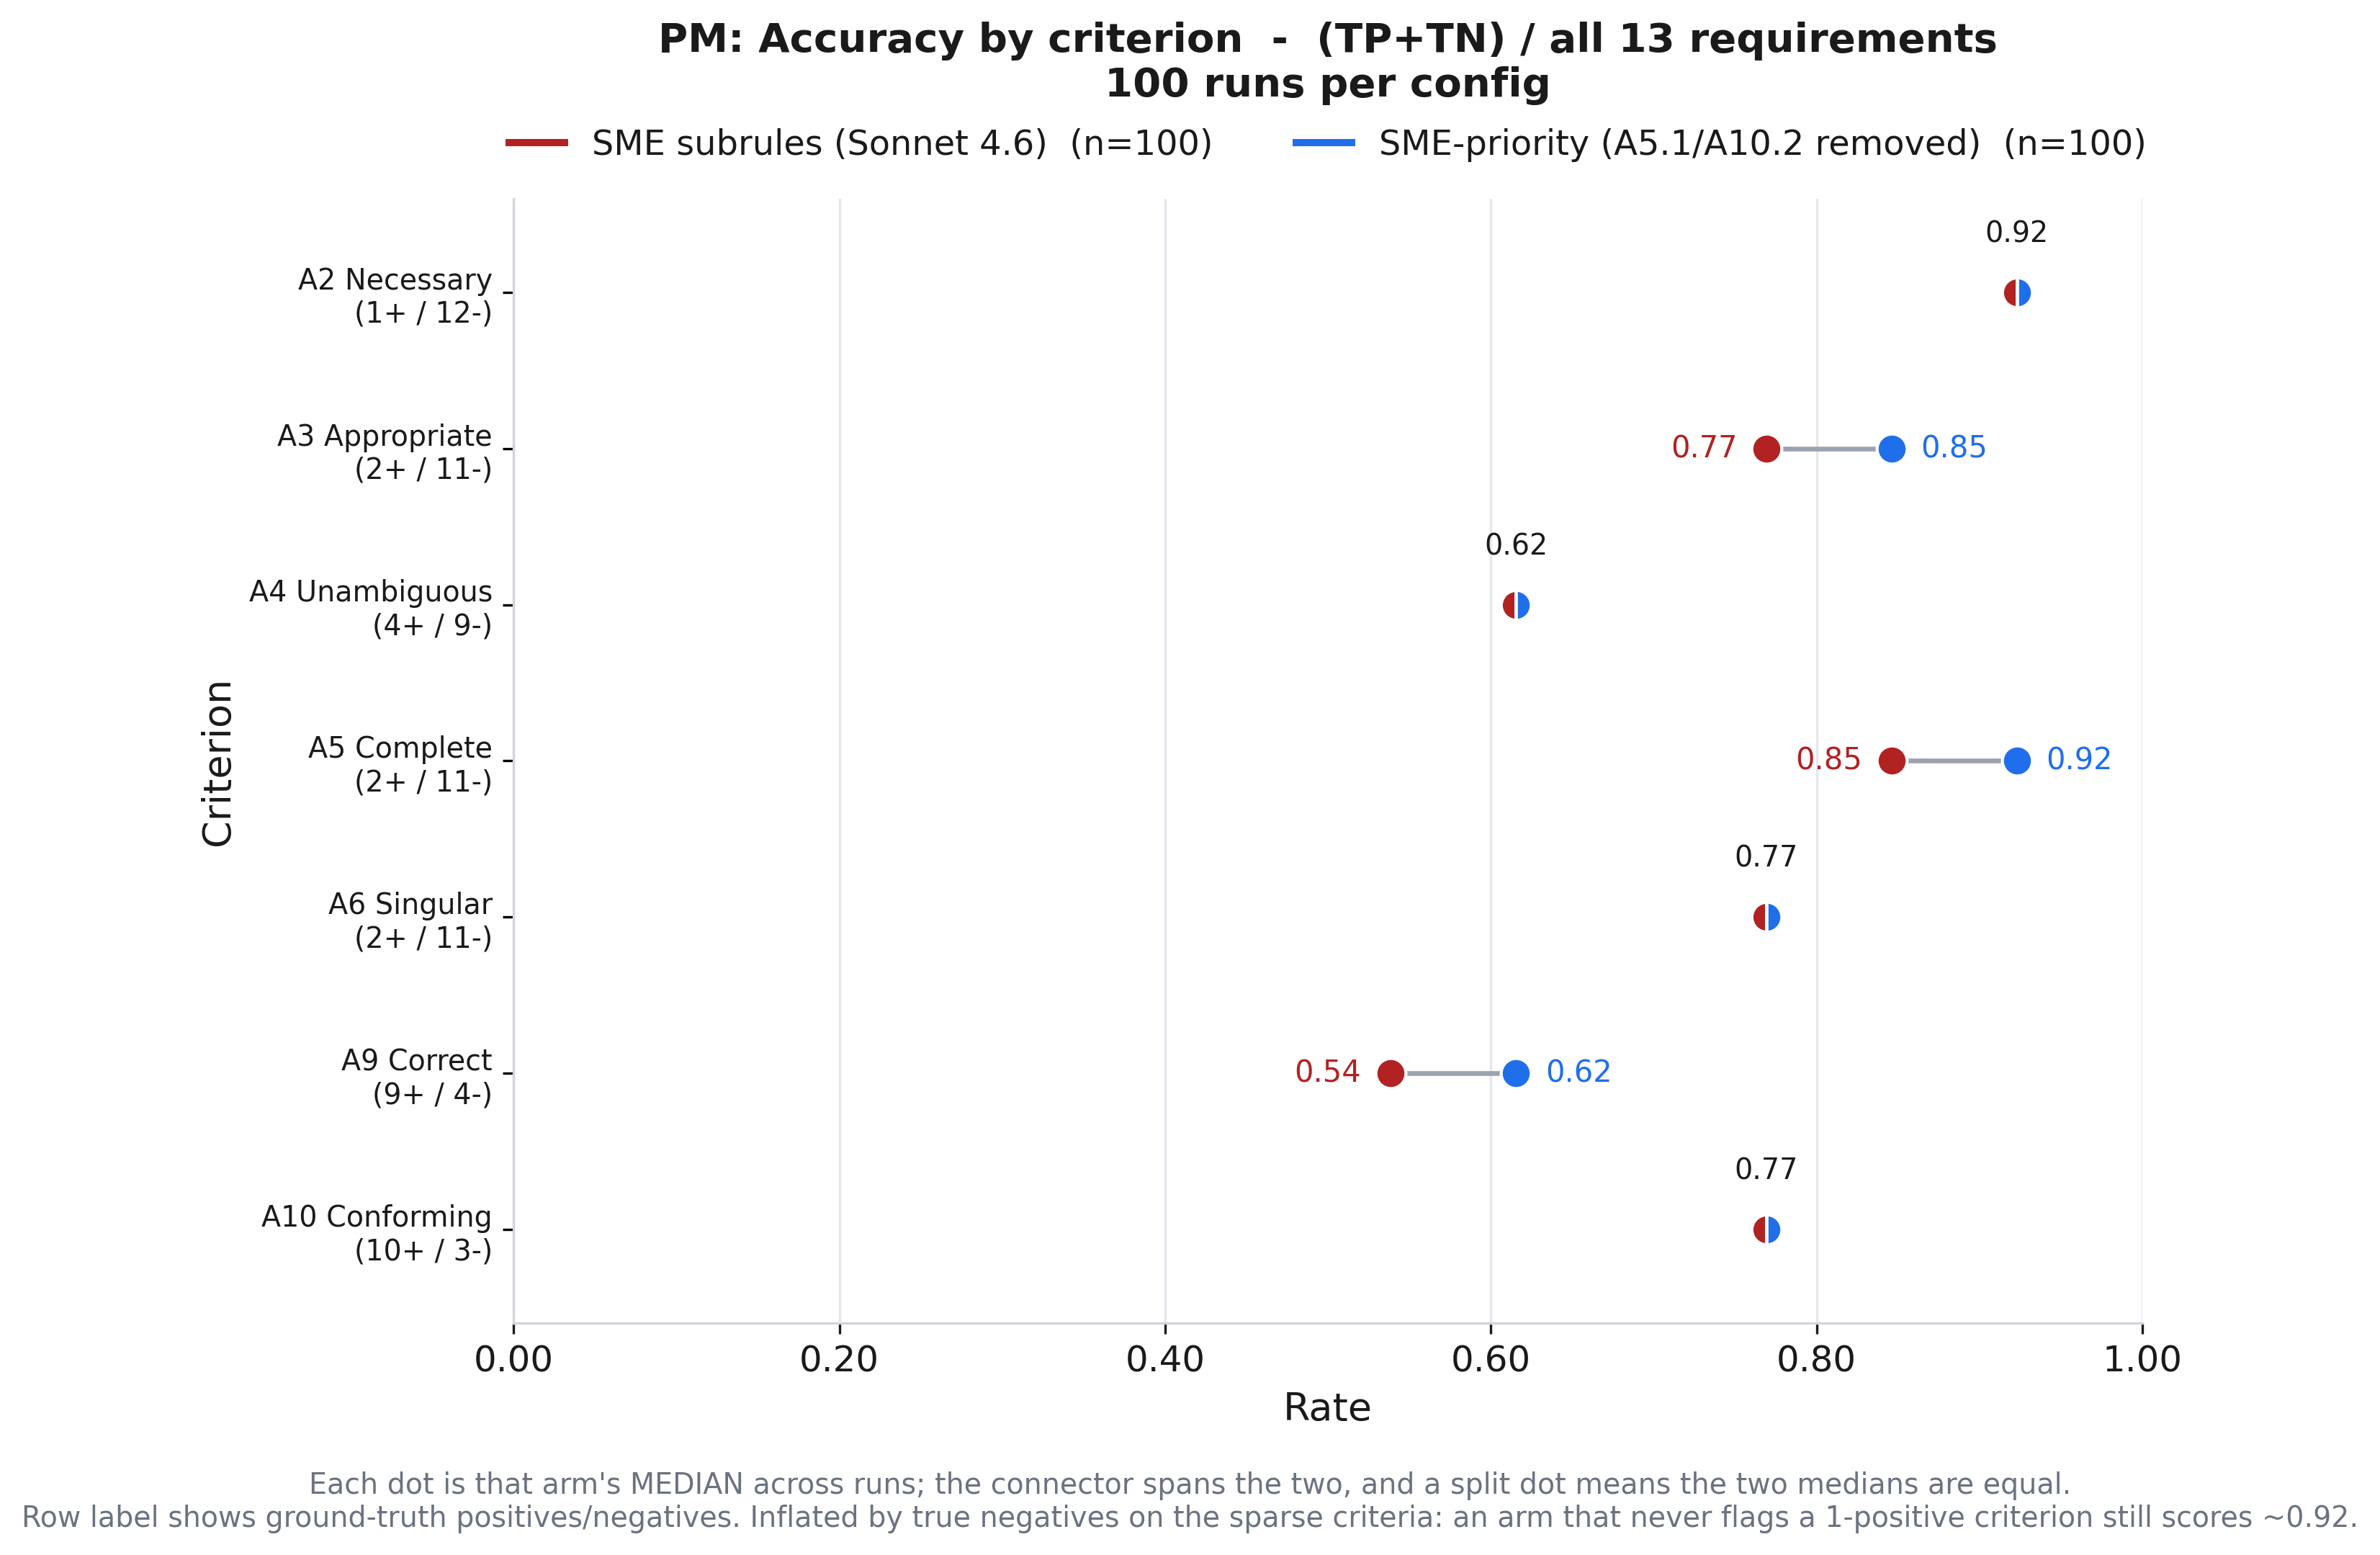 PM: Accuracy by criterion - (TP+TN) / all 13 requirements
100 runs per config
SME subrules (Sonnet 4.6) (n=100)
SME-priority (A5.1/A10.2 removed) (n=100)
0.92
A2 Necessary
(1+ / 12-)
A3 Appropriate
(2+ / 11-)
0.77
0.85
0.62
A4 Unambiguous
(4+ / 9-)
Criterion
A5 Complete
(2+ / 11-)
0.85
0.92
0.77
A6 Singular
(2+ / 11-)
A9 Correct
(9+ / 4-)
0.54
0.62
0.77
A10 Conforming
(10+ / 3-)
0.00
0.20
0.40
0.60
0.80
1.00
Rate
Each dot is that arm's MEDIAN across runs; the connector spans the two, and a split dot means the two medians are equal.
Row label shows ground-truth positives/negatives. Inflated by true negatives on the sparse criteria: an arm that never flags a 1-positive criterion still scores ~0.92.